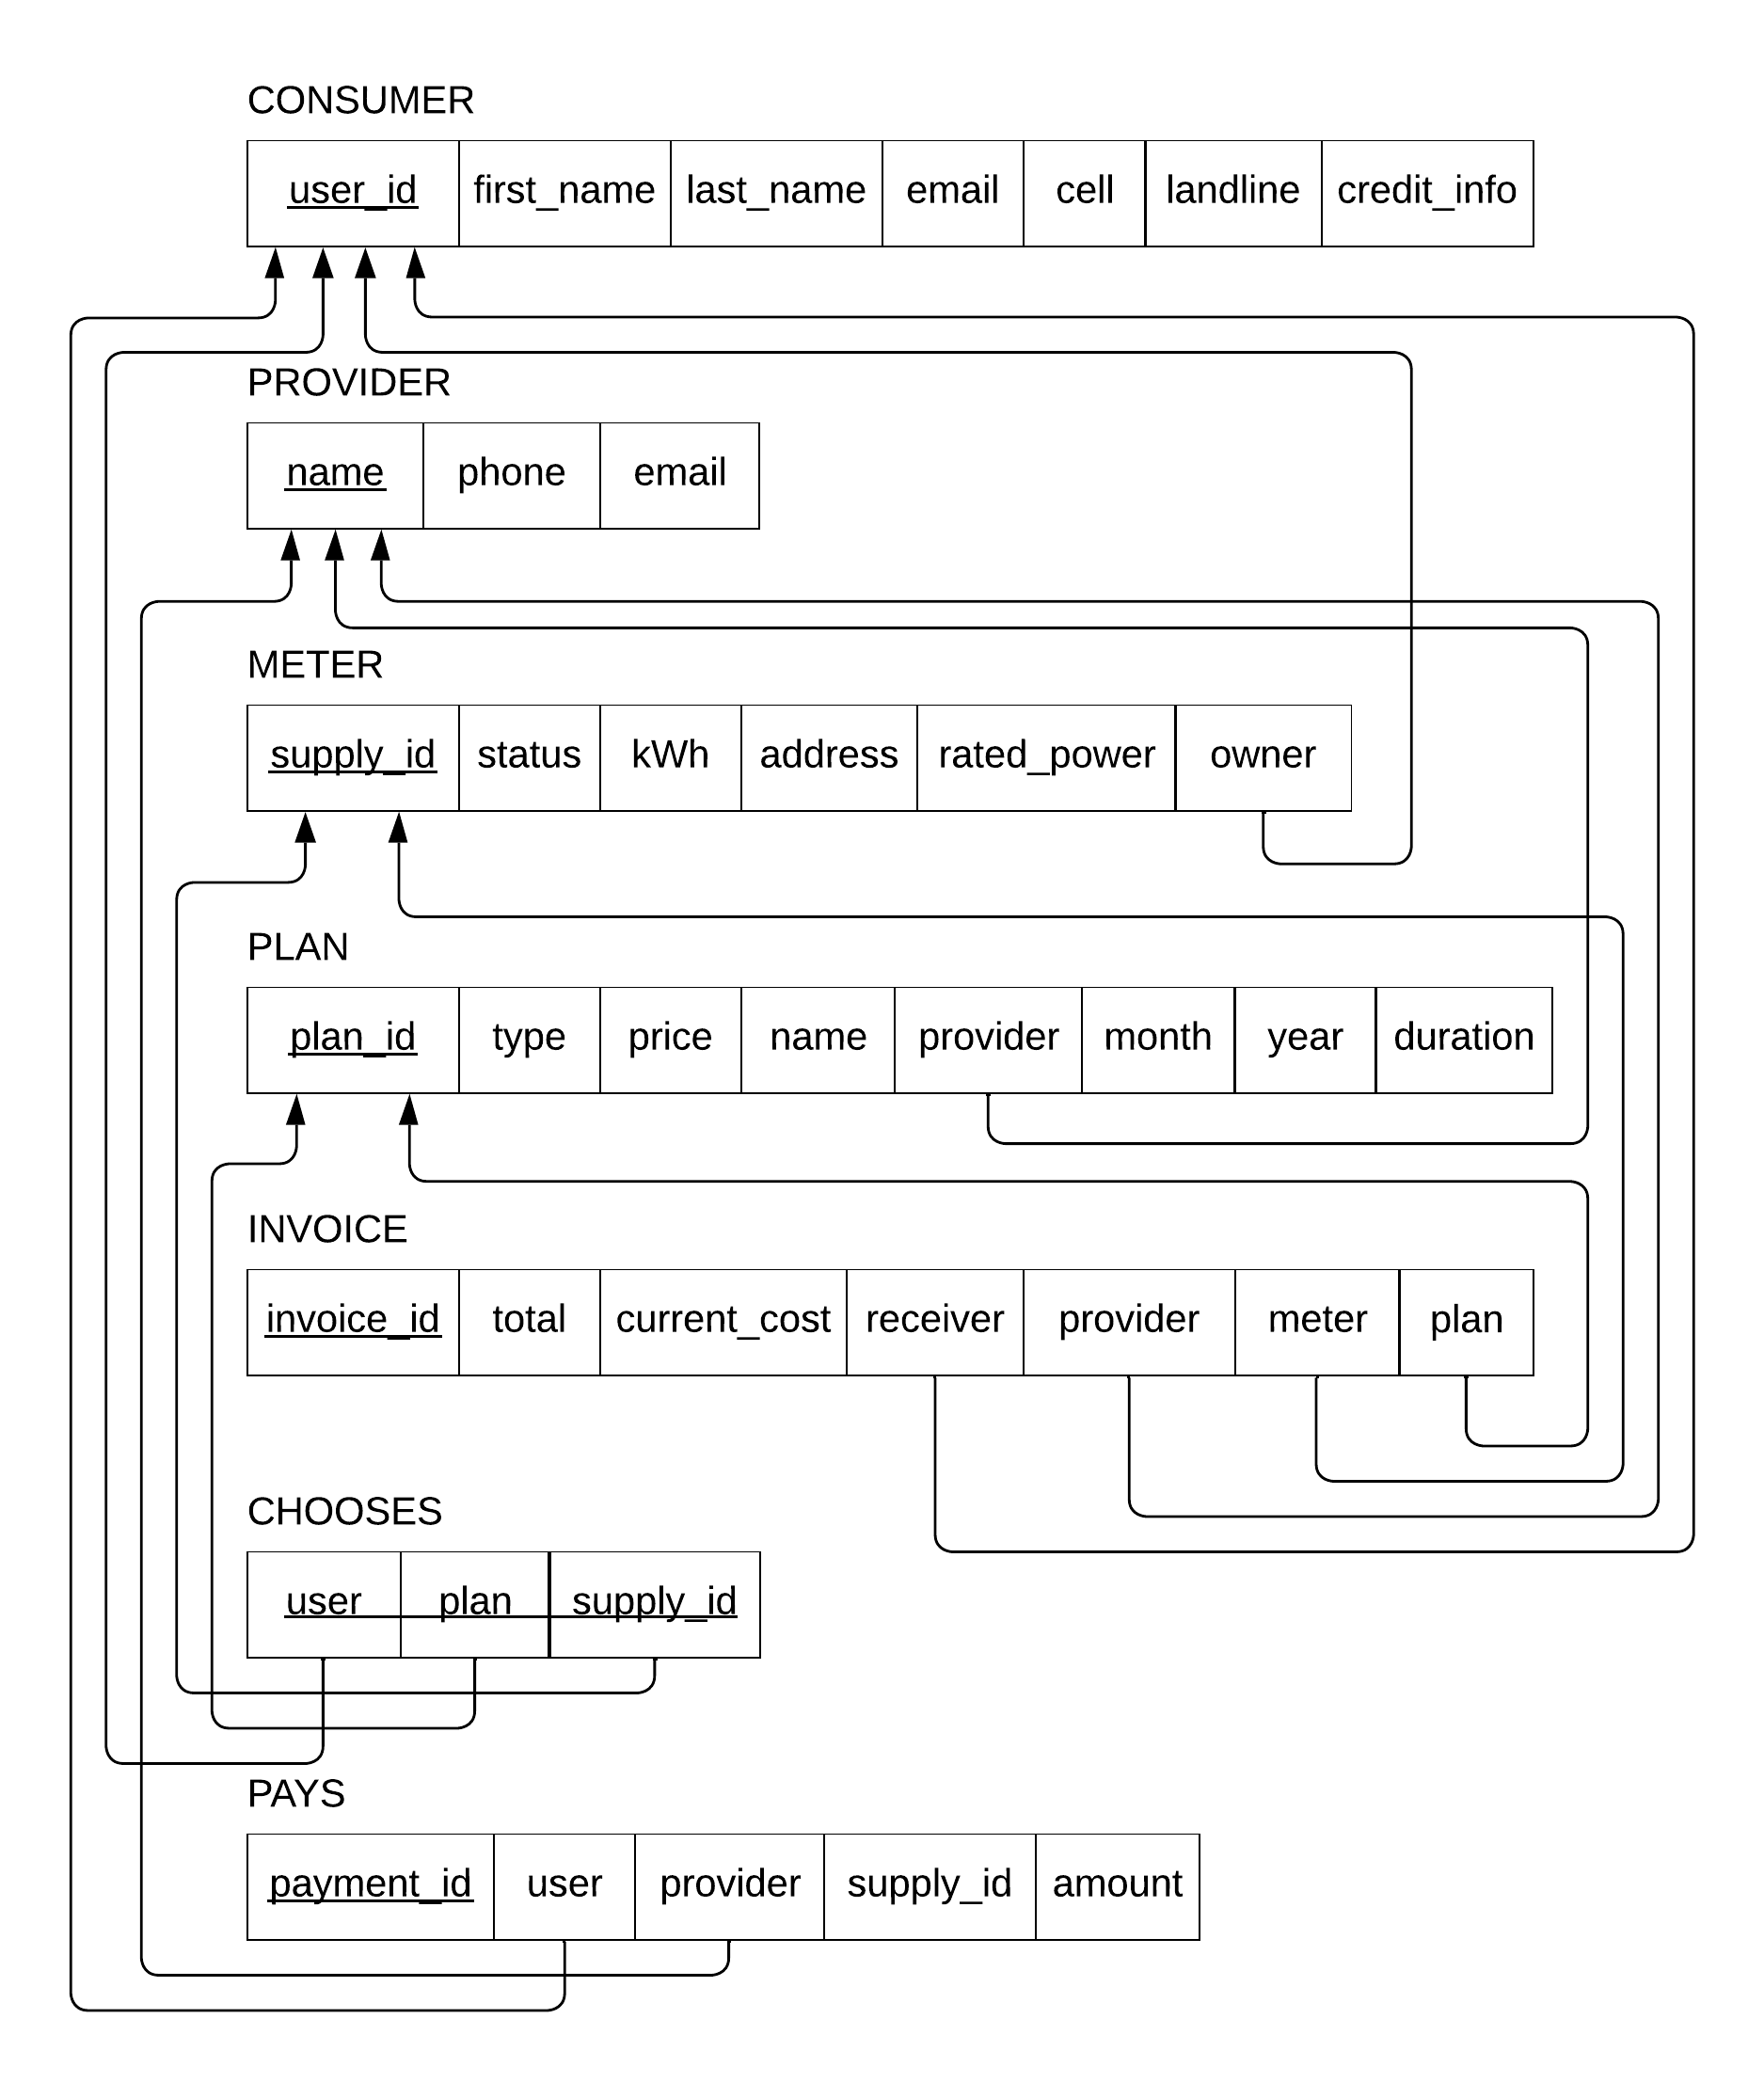 CONSUMER
user_id first_name last_name email cell landline credit_info
PROVIDER
name phone email
METER
supply_id status kWh address rated_power owner
PLAN
plan_id type price name provider month year duration
INVOICE
invoice_id total current_cost receiver provider meter plan
CHOOSES
user plan supply_id
PAYS
payment_id user provider supply_id amount